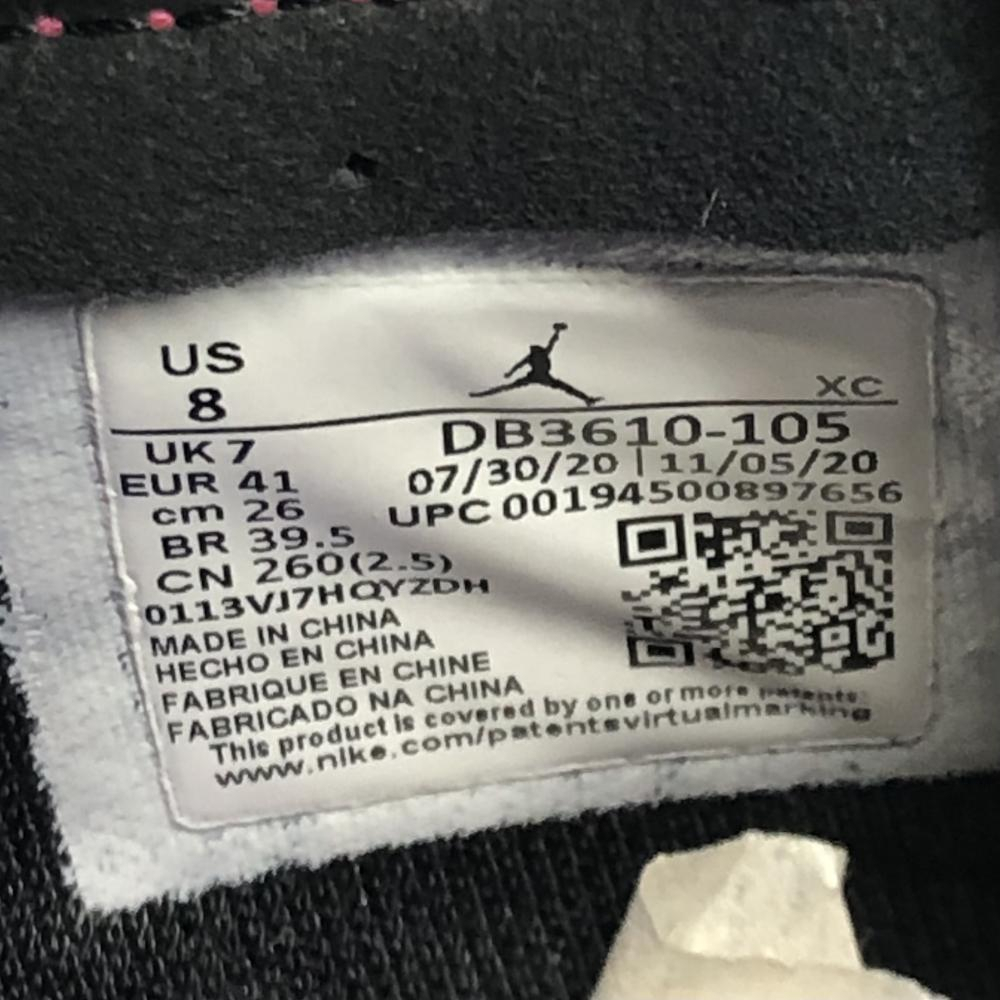 US
8
XC
UK 7
EUR 41
cm 26
BR 39.5
CN 260(2.5)
DB3610-105
07/30/20 | 11/05/20
UPC 00194500897656
0113VJ7HQYZDH
MADE IN CHINA
HECHO EN CHINA
FABRIQUE EN CHINE
FABRICADO NA CHINA
This product is covered by one or more patents:
www.nike.com/patentsvirtualmarking